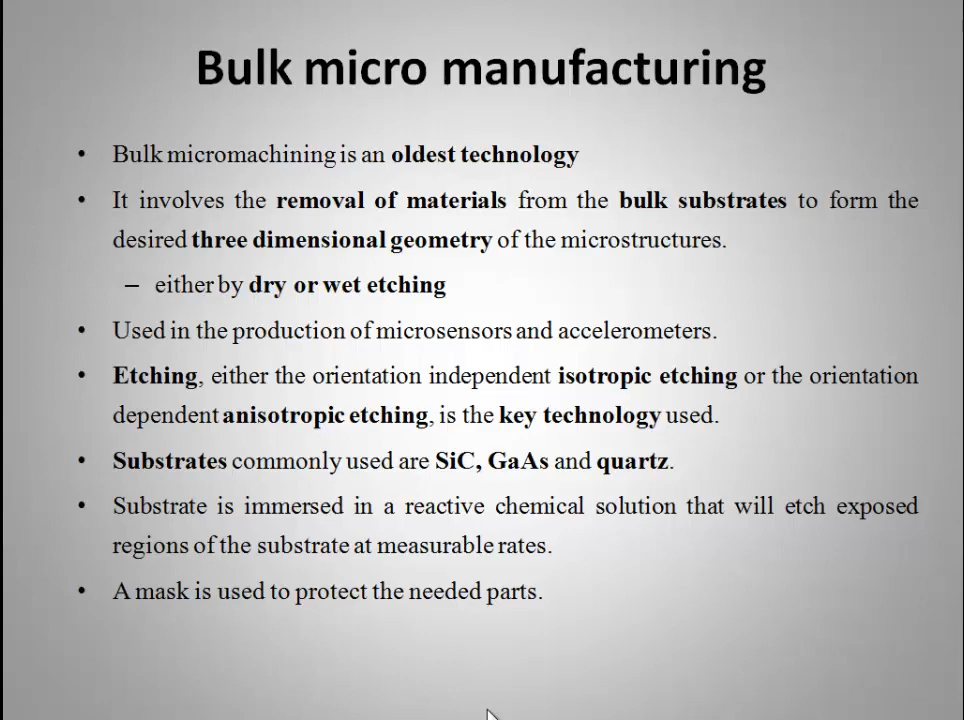 Bulk micro manufacturing
• Bulk micromachining is an oldest technology
• It involves the removal of materials from the bulk substrates to form the
desired three dimensional geometry of the microstructures.
– either by dry or wet etching
• Used in the production of microsensors and accelerometers.
• Etching, either the orientation independent isotropic etching or the orientation
dependent anisotropic etching, is the key technology used.
• Substrates commonly used are SiC, GaAs and quartz.
• Substrate is immersed in a reactive chemical solution that will etch exposed
regions of the substrate at measurable rates.
• A mask is used to protect the needed parts.